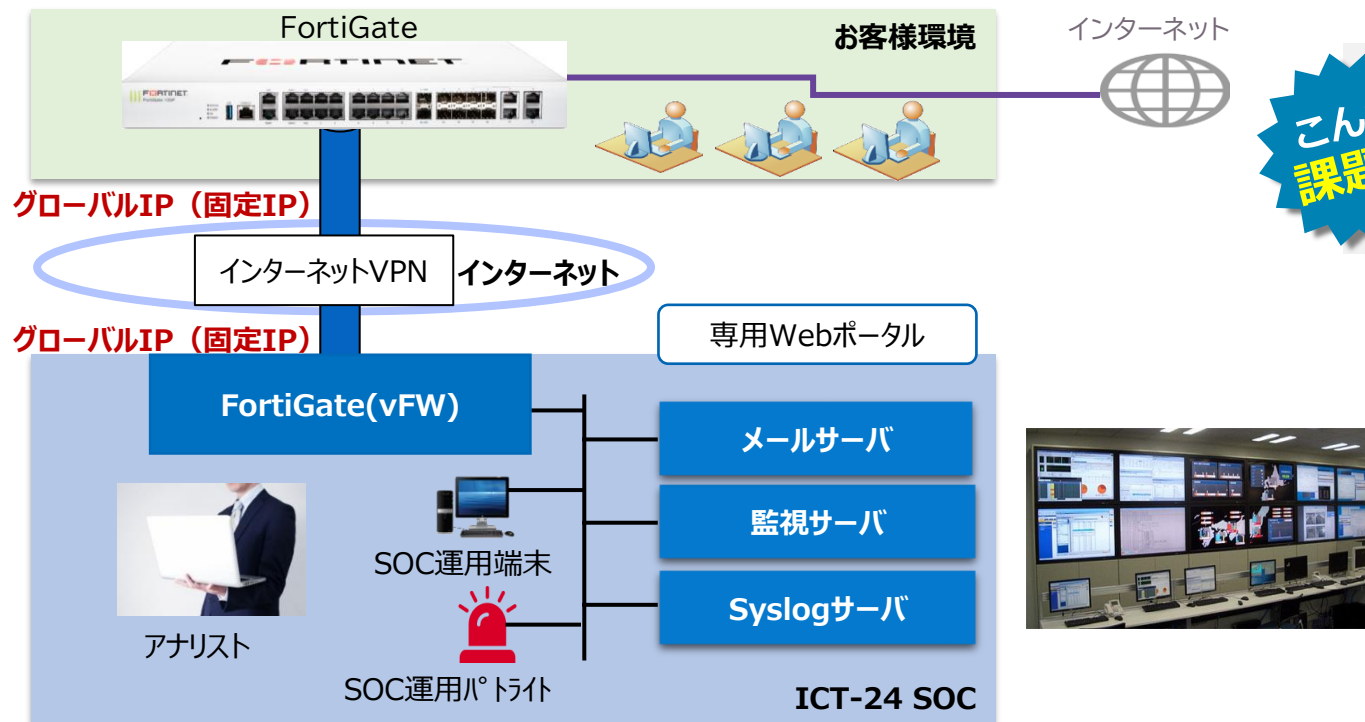 FortiGate
お客様環境
インターネット
FORTINET
FORTINET
こん
課題
グローバルIP（固定IP）
インターネットVPN
インターネット
グローバルIP（固定IP）
専用Webポータル
FortiGate(vFW)
メールサーバ
監視サーバ
Syslogサーバ
SOC運用端末
アナリスト
SOC運用パトライト
ICT-24 SOC